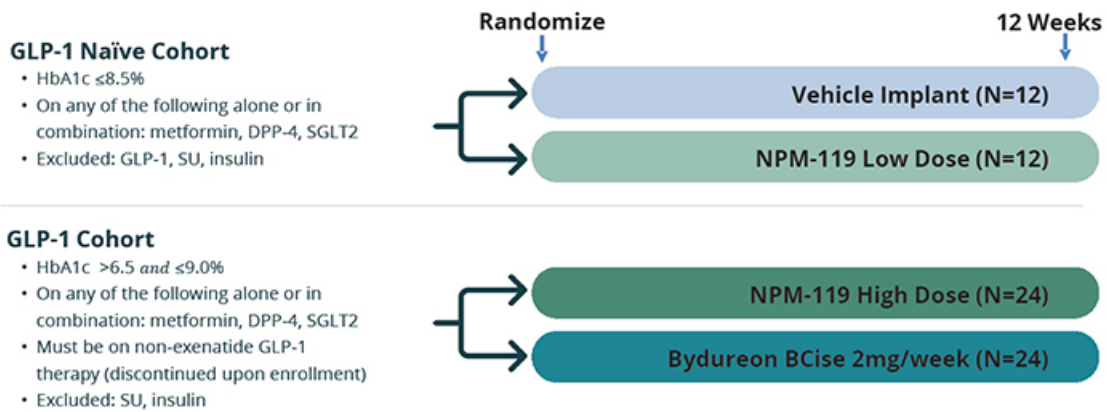 Randomize
12 Weeks
GLP-1 Naïve Cohort
• HbA1c ≤8.5%
• On any of the following alone or in
combination: metformin, DPP-4, SGLT2
• Excluded: GLP-1, SU, insulin
Vehicle Implant (N=12)
NPM-119 Low Dose (N=12)
GLP-1 Cohort
• HbA1c >6.5 and ≤9.0%
• On any of the following alone or in
combination: metformin, DPP-4, SGLT2
• Must be on non-exenatide GLP-1
therapy (discontinued upon enrollment)
• Excluded: SU, insulin
NPM-119 High Dose (N=24)
Bydureon BCise 2mg/week (N=24)